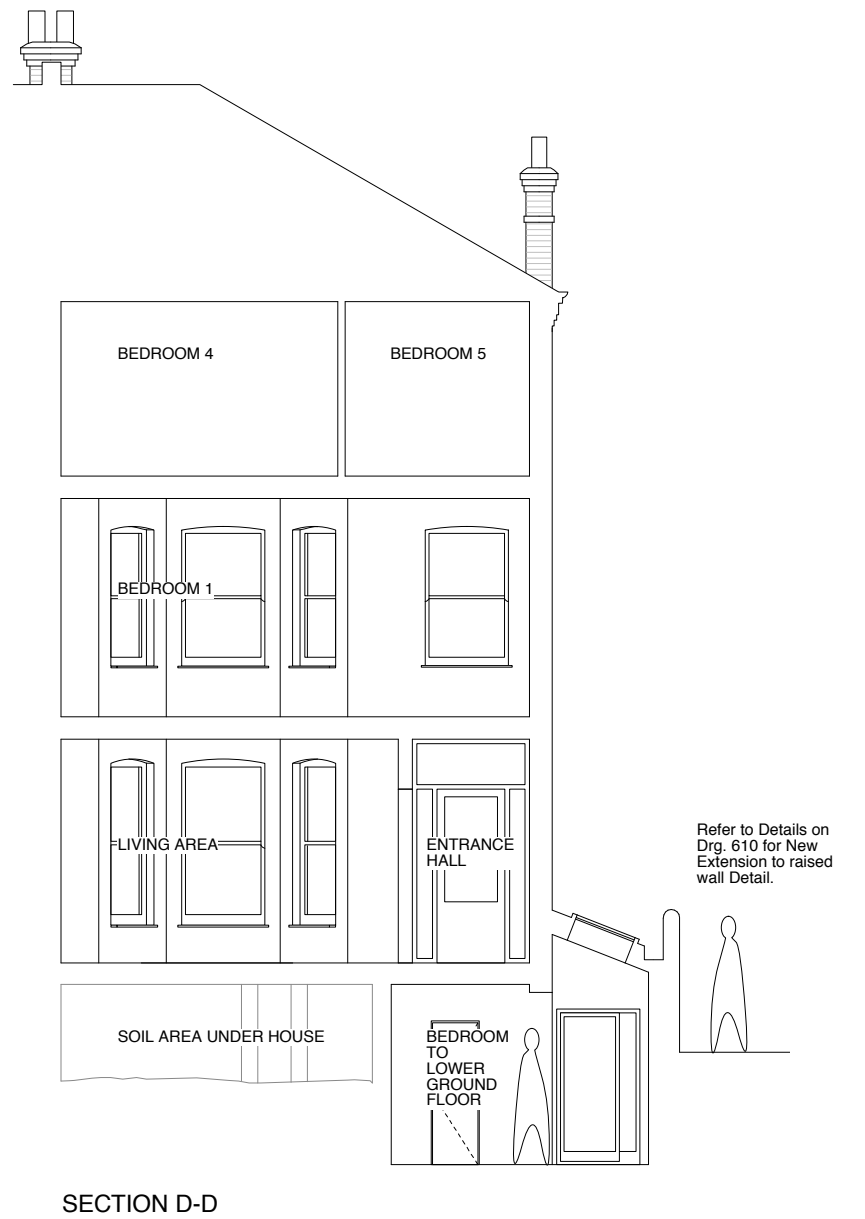 BEDROOM 4
BEDROOM 5
BEDROOM 1
LIVING AREA
ENTRANCE
HALL
Refer to Details on
Drg. 610 for New
Extension to raised
wall Detail.
SOIL AREA UNDER HOUSE
BEDROOM
TO
LOWER
GROUND
FLOOR
SECTION D-D